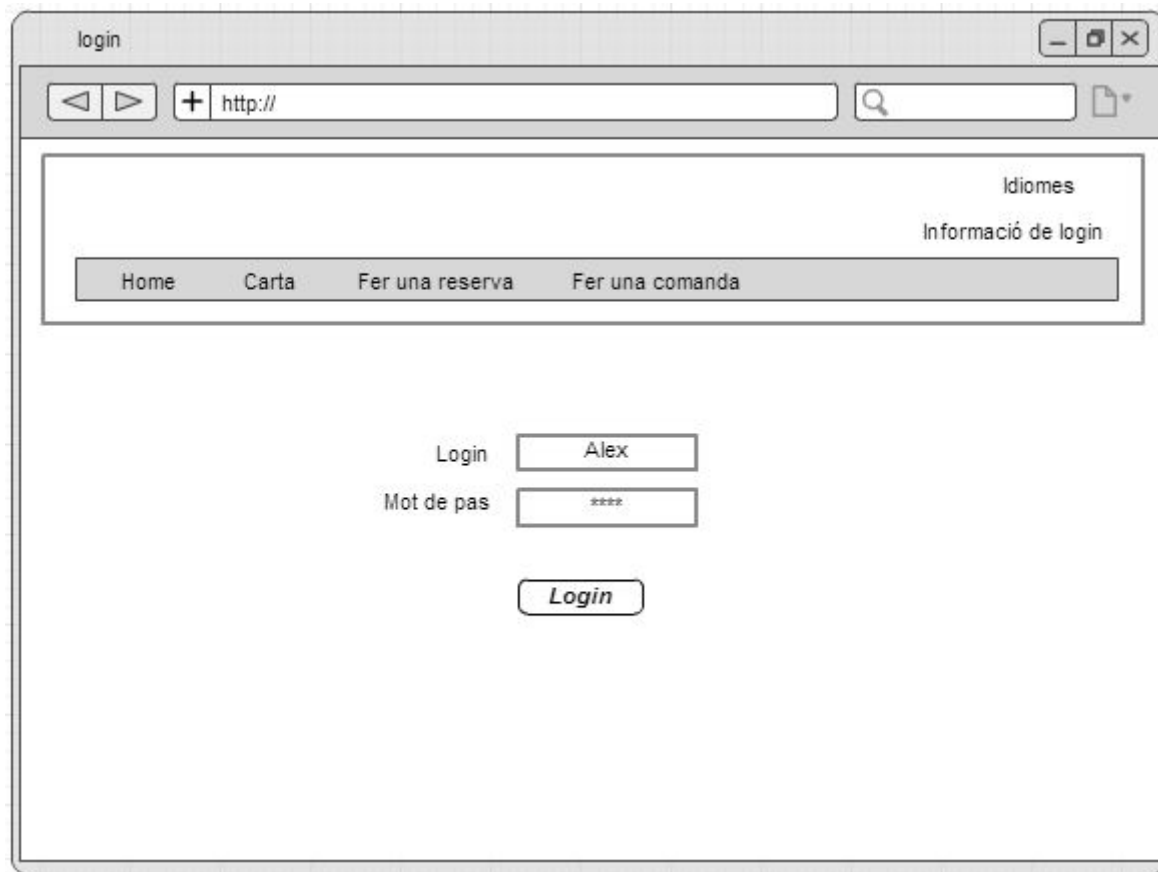 login
http://
Idiomes
Informació de login
Home Carta Fer una reserva Fer una comanda
Login Alex
Mot de pas ****
Login